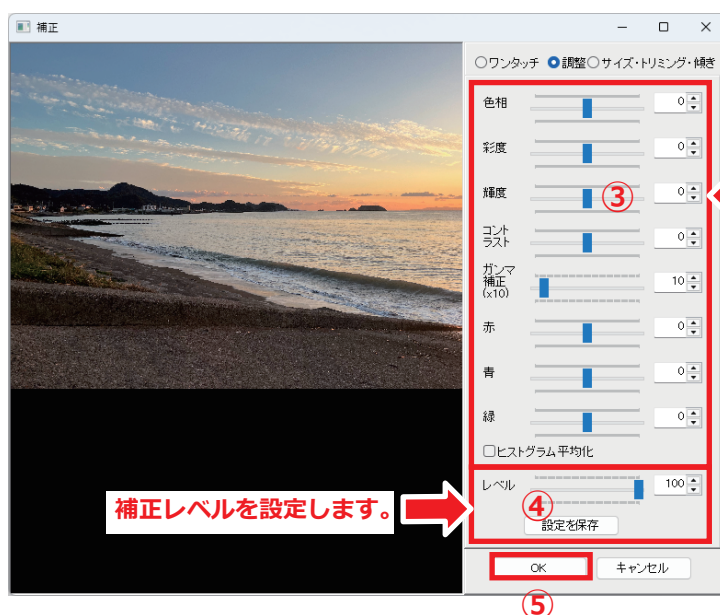 補正
ワンタッチ 調整 サイズ・トリミング・傾き
色相 0
彩度 0
輝度 ③ 0
コント
ラスト 0
ガンマ
補正
(x10) 10
赤 0
青 0
緑 0
ヒストグラム平均化
レベル 100
補正レベルを設定します。 ④
設定を保存
OK キャンセル
⑤